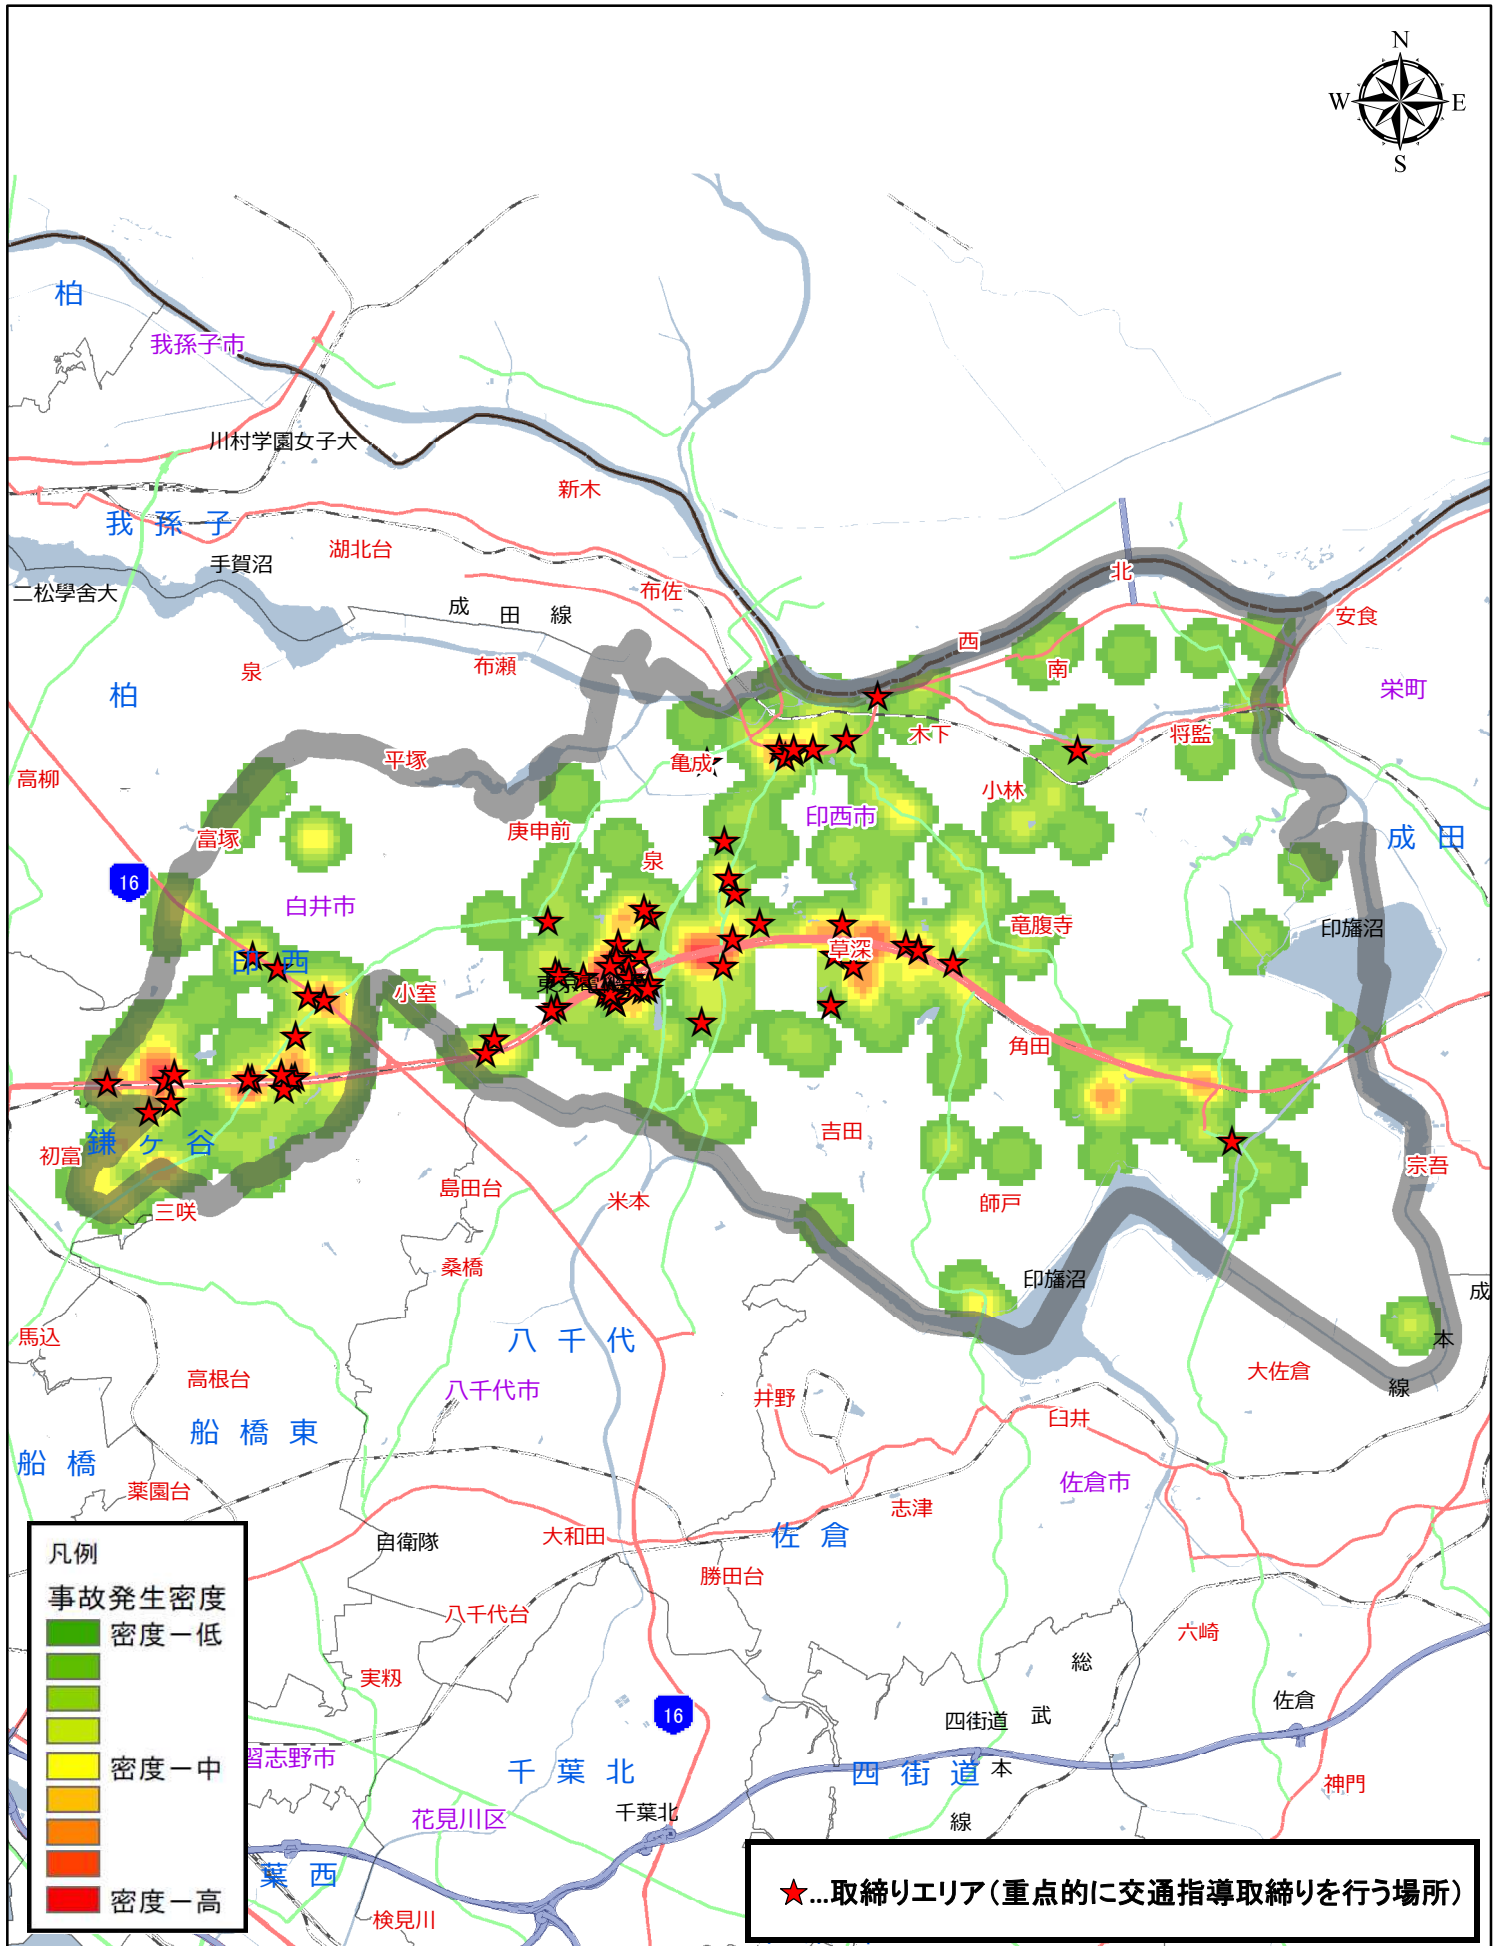 N
W
E
S
柏
我孫子市
川村学園女子大
新木
我孫子
湖北台
手賀沼
二松學舎大
布佐
成田線
北
安食
西
泉
布瀬
南
柏
栄町
木下
将監
平塚
亀成
高柳
小林
印西市
庚申前
富塚
成田
泉
16
白井市
竜腹寺
印旛沼
草深
印西
東京電機
小室
角田
吉田
鎌ヶ谷
初富
宗吾
島田台
米本
師戸
三咲
桑橋
印旛沼
成
馬込
八千代
本
高根台
大佐倉
八千代市
線
井野
臼井
船橋東
船橋
佐倉市
薬園台
志津
大和田
佐倉
自衛隊
勝田台
八千代台
六崎
総
実籾
佐倉
武
四街道
16
習志野市
千葉北
四街道
本
神門
千葉北
花見川区
線
葉西
検見川
凡例
事故発生密度
密度－低
密度－中
密度－高
★…取締りエリア（重点的に交通指導取締りを行う場所）